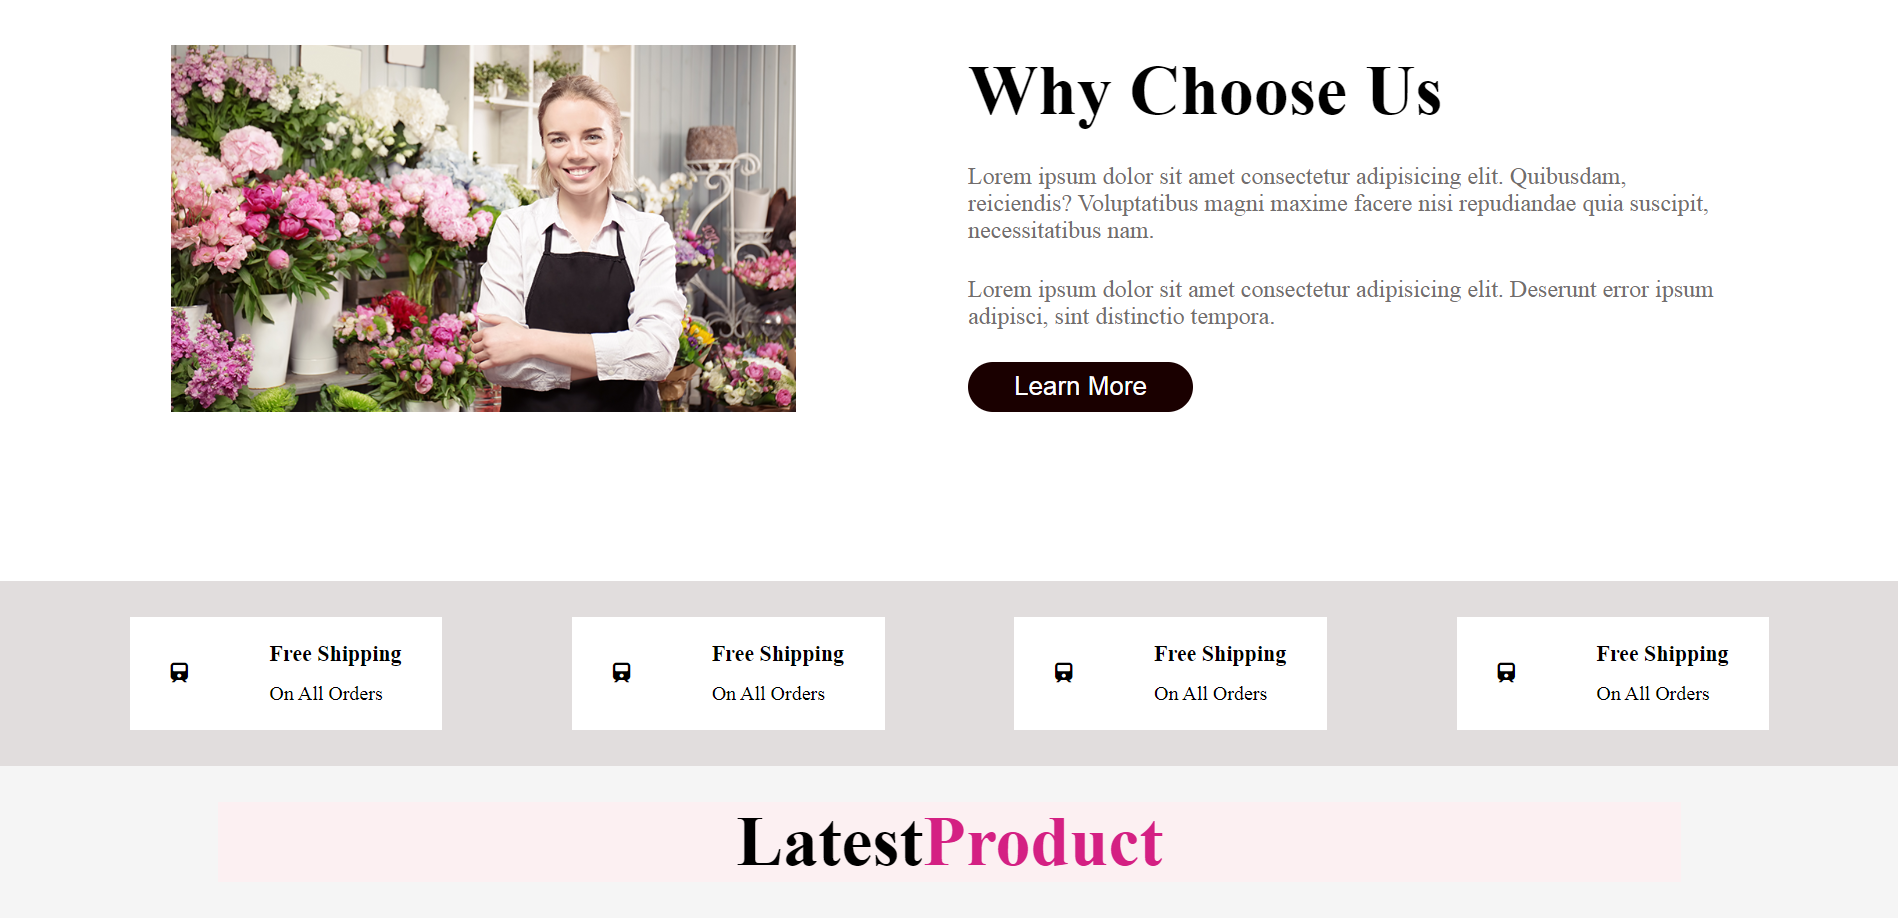 Why Choose Us
Lorem ipsum dolor sit amet consectetur adipisicing elit. Quibusdam,
reiciendis? Voluptatibus magni maxime facere nisi repudiandae quia suscipit,
necessitatibus nam.
Lorem ipsum dolor sit amet consectetur adipisicing elit. Deserunt error ipsum
adipisci, sint distinctio tempora.
Learn More
Free Shipping
On All Orders
Free Shipping
On All Orders
Free Shipping
On All Orders
Free Shipping
On All Orders
LatestProduct